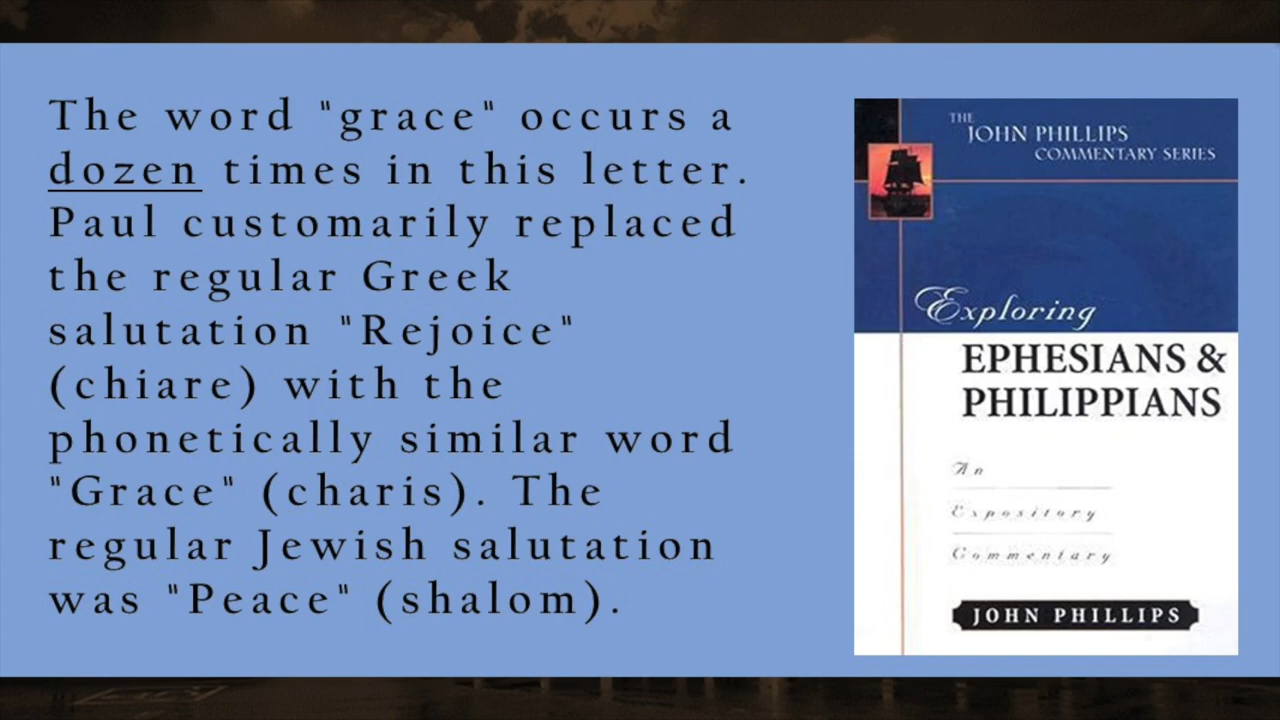 The word "grace" occurs a
dozen times in this letter.
Paul customarily replaced
the regular Greek
salutation "Rejoice"
(chiare) with the
phonetically similar word
"Grace" (charis). The
regular Jewish salutation
was "Peace" (shalom).
THE
JOHN PHILLIPS
COMMENTARY SERIES
Exploring
EPHESIANS &
PHILIPPIANS
An
Expository
Commentary
JOHN PHILLIPS